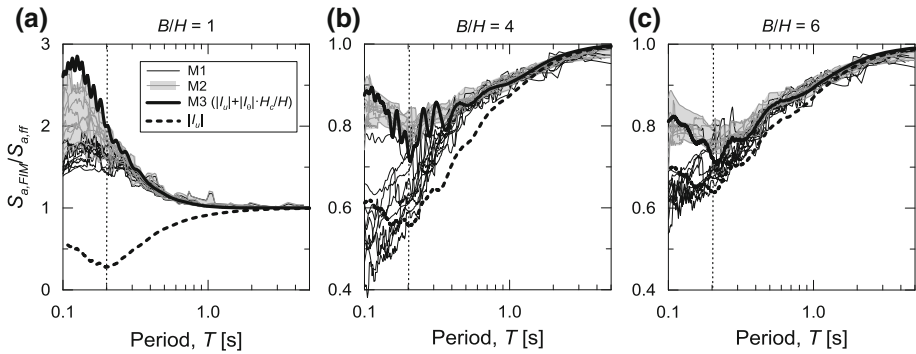 (a)
B/H = 1
S_{a,FIM}/S_{a,ff}
3
2
1
0
M1
M2
M3 (|I_u|+|I_θ|·H_c/H)
|I_u|
0.1
1.0
Period, T [s]
(b)
B/H = 4
1.0
0.8
0.6
0.4
0.1
1.0
Period, T [s]
(c)
B/H = 6
1.0
0.8
0.6
0.4
0.1
1.0
Period, T [s]